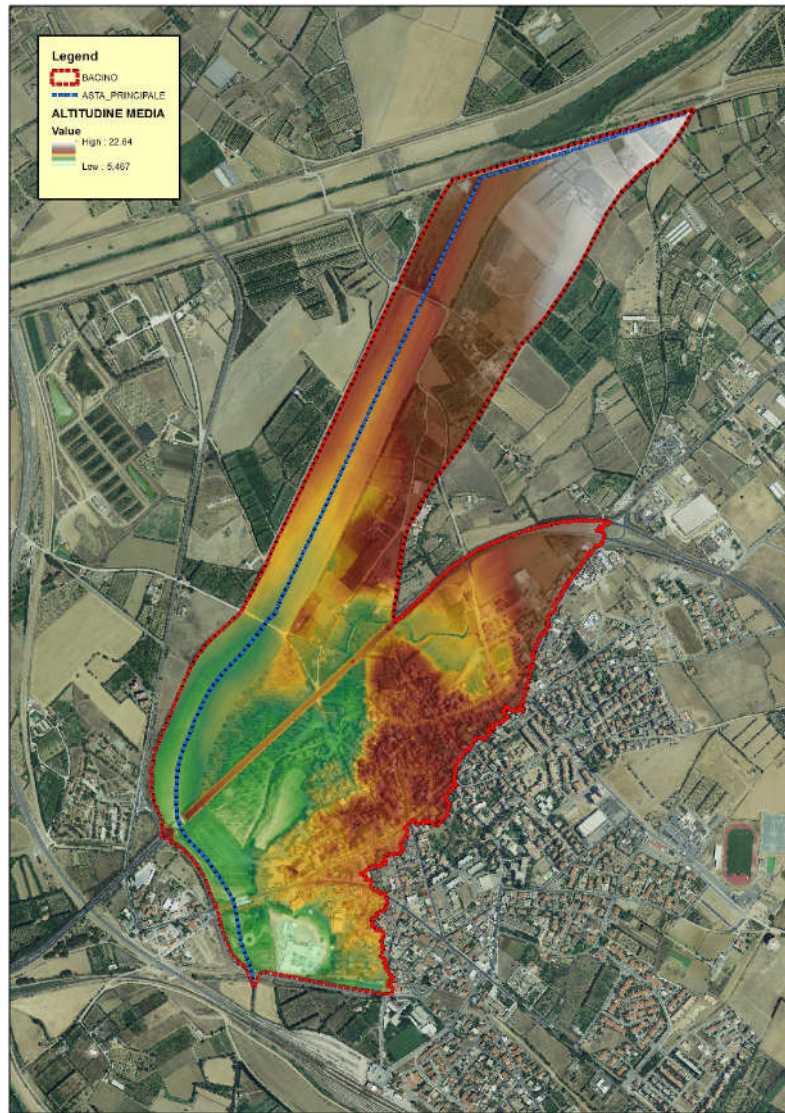 Legend
BACINO
ASTA_PRINCIPALE
ALTITUDINE MEDIA
Value
High : 22.64
Low : 5.467